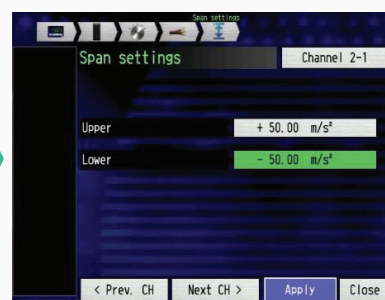 Span settings
Span settings
Channel 2-1
Upper
+ 50.00 m/s²
Lower
- 50.00 m/s²
< Prev. CH
Next CH >
Apply
Close